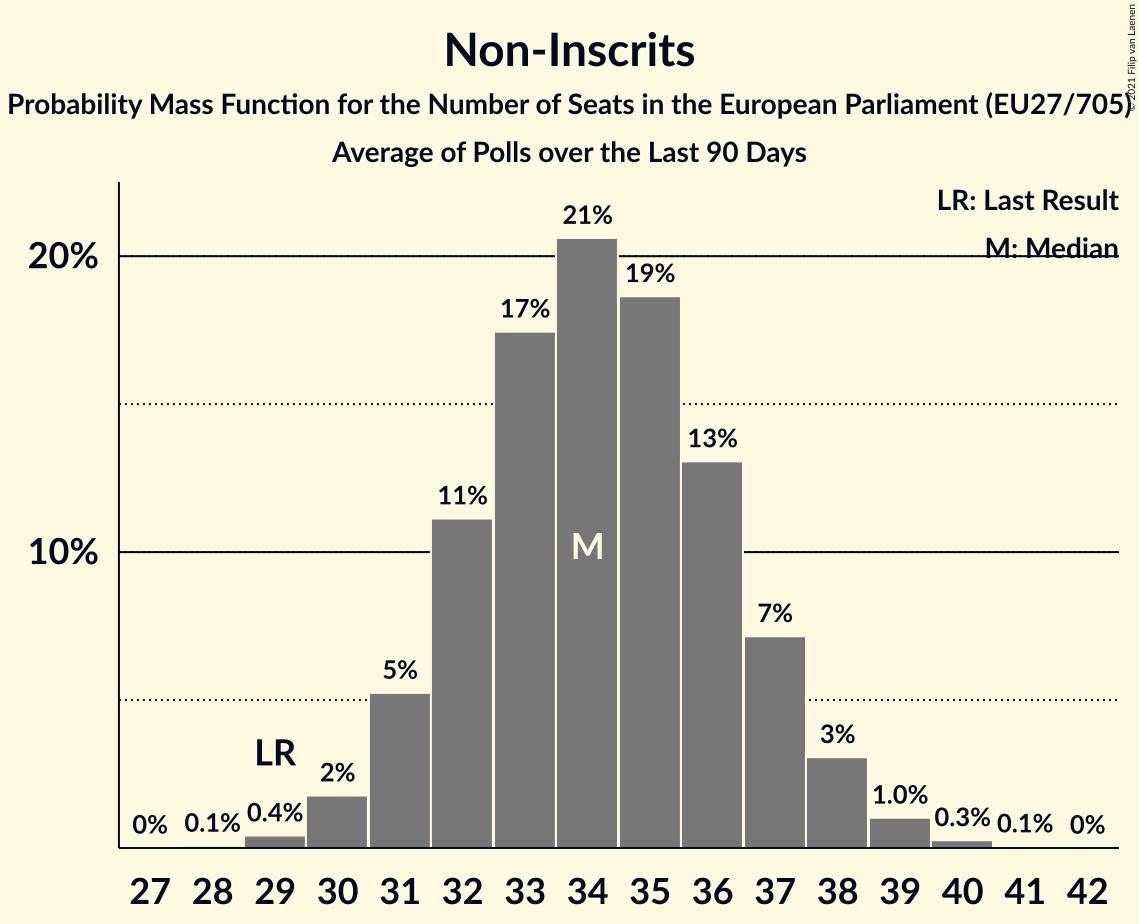 Non-Inscrits
Probability Mass Function for the Number of Seats in the European Parliament (EU27/705)
Average of Polls over the Last 90 Days
© 2021 Filip van Laenen
LR: Last Result
M: Median
20%
10%
0%
0.1%
0.4%
2%
5%
11%
17%
21%
19%
13%
7%
3%
1.0%
0.3%
0.1%
0%
LR
M
27 28 29 30 31 32 33 34 35 36 37 38 39 40 41 42